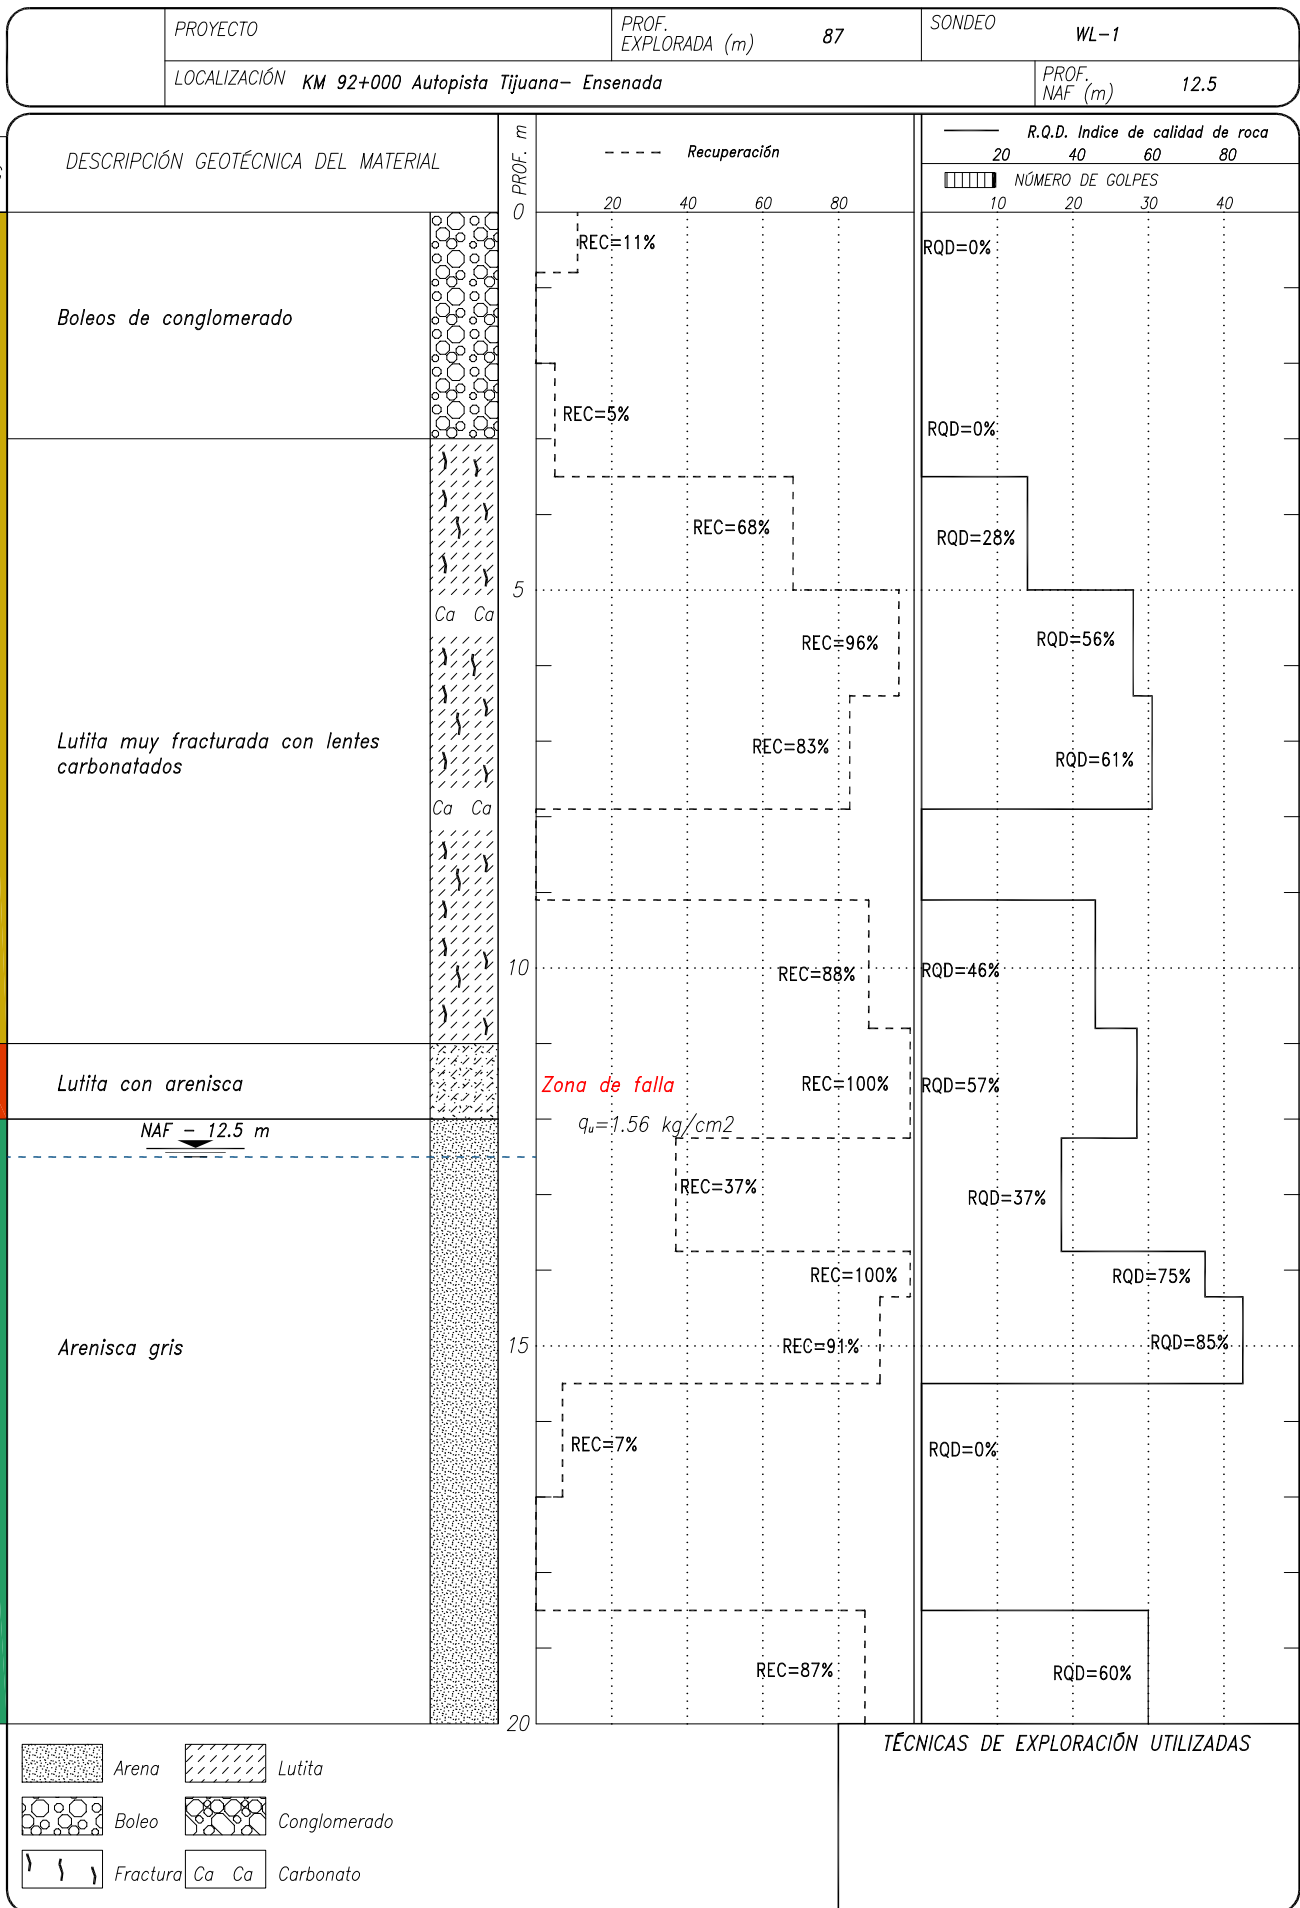 PROYECTO
PROF.
EXPLORADA (m) 87
SONDEO WL-1
LOCALIZACIÓN KM 92+000 Autopista Tijuana- Ensenada
PROF.
NAF (m) 12.5
DESCRIPCIÓN GEOTÉCNICA DEL MATERIAL
PROF. m
Recuperación
20 40 60 80
R.Q.D. Indice de calidad de roca
20 40 60 80
NÚMERO DE GOLPES
10 20 30 40
0
REC=11%
RQD=0%
Boleos de conglomerado
REC=5%
RQD=0%
REC=68%
RQD=28%
5
Ca Ca
REC=96%
RQD=56%
Lutita muy fracturada con lentes
carbonatados
REC=83%
RQD=61%
Ca Ca
10
REC=88%
RQD=46%
Lutita con arenisca
Zona de falla
REC=100%
RQD=57%
qu=1.56 kg/cm2
NAF - 12.5 m
REC=37%
RQD=37%
REC=100%
RQD=75%
Arenisca gris
15
REC=91%
RQD=85%
REC=7%
RQD=0%
REC=87%
RQD=60%
20
TÉCNICAS DE EXPLORACIÓN UTILIZADAS
Arena
Lutita
Boleo
Conglomerado
Fractura
Ca Ca
Carbonato